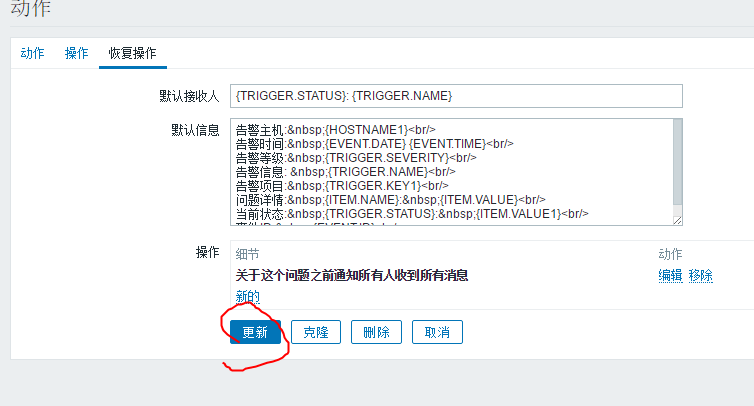 动作
动作 操作 恢复操作
默认接收人 {TRIGGER.STATUS}: {TRIGGER.NAME}
默认信息 告警主机:&nbsp;{HOSTNAME1}<br/>
告警时间:&nbsp;{EVENT.DATE} {EVENT.TIME}<br/>
告警等级:&nbsp;{TRIGGER.SEVERITY}<br/>
告警信息: &nbsp;{TRIGGER.NAME}<br/>
告警项目:&nbsp;{TRIGGER.KEY1}<br/>
问题详情:&nbsp;{ITEM.NAME}:&nbsp;{ITEM.VALUE}<br/>
当前状态:&nbsp;{TRIGGER.STATUS}:&nbsp;{ITEM.VALUE1}<br/>
操作 细节 动作
关于这个问题之前通知所有人收到所有消息 编辑 移除
新的
更新 克隆 删除 取消